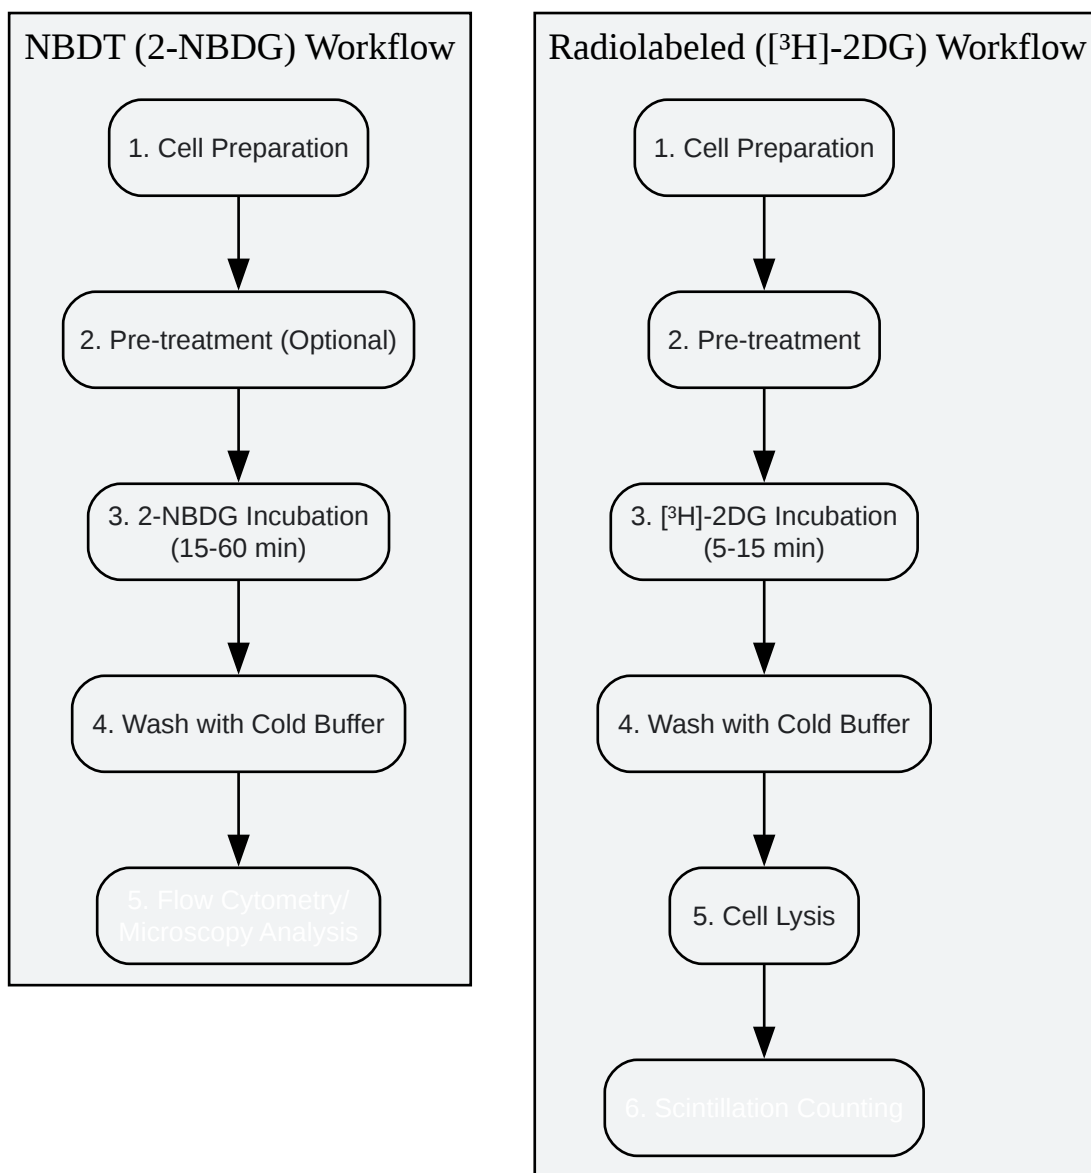 NBDT (2-NBDG) Workflow
1. Cell Preparation
2. Pre-treatment (Optional)
3. 2-NBDG Incubation
(15-60 min)
4. Wash with Cold Buffer
5. Flow Cytometry/
Microscopy Analysis
Radiolabeled ([³H]-2DG) Workflow
1. Cell Preparation
2. Pre-treatment
3. [³H]-2DG Incubation
(5-15 min)
4. Wash with Cold Buffer
5. Cell Lysis
6. Scintillation Counting